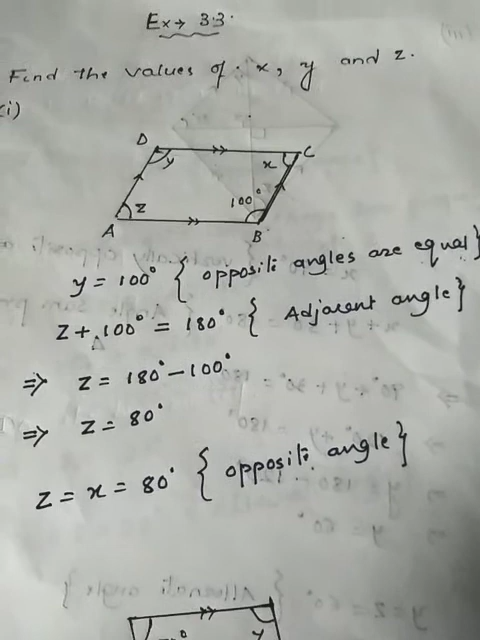 Ex → 3.3.
Find the values of x, y and z.
(i)
D
y
x
C
z
100°
A
B
y = 100° { opposite angles are equal }
z + 100° = 180° { Adjacent angle }
⇒ z = 180° - 100°
⇒ z = 80°
z = x = 80° { opposite angle }
y